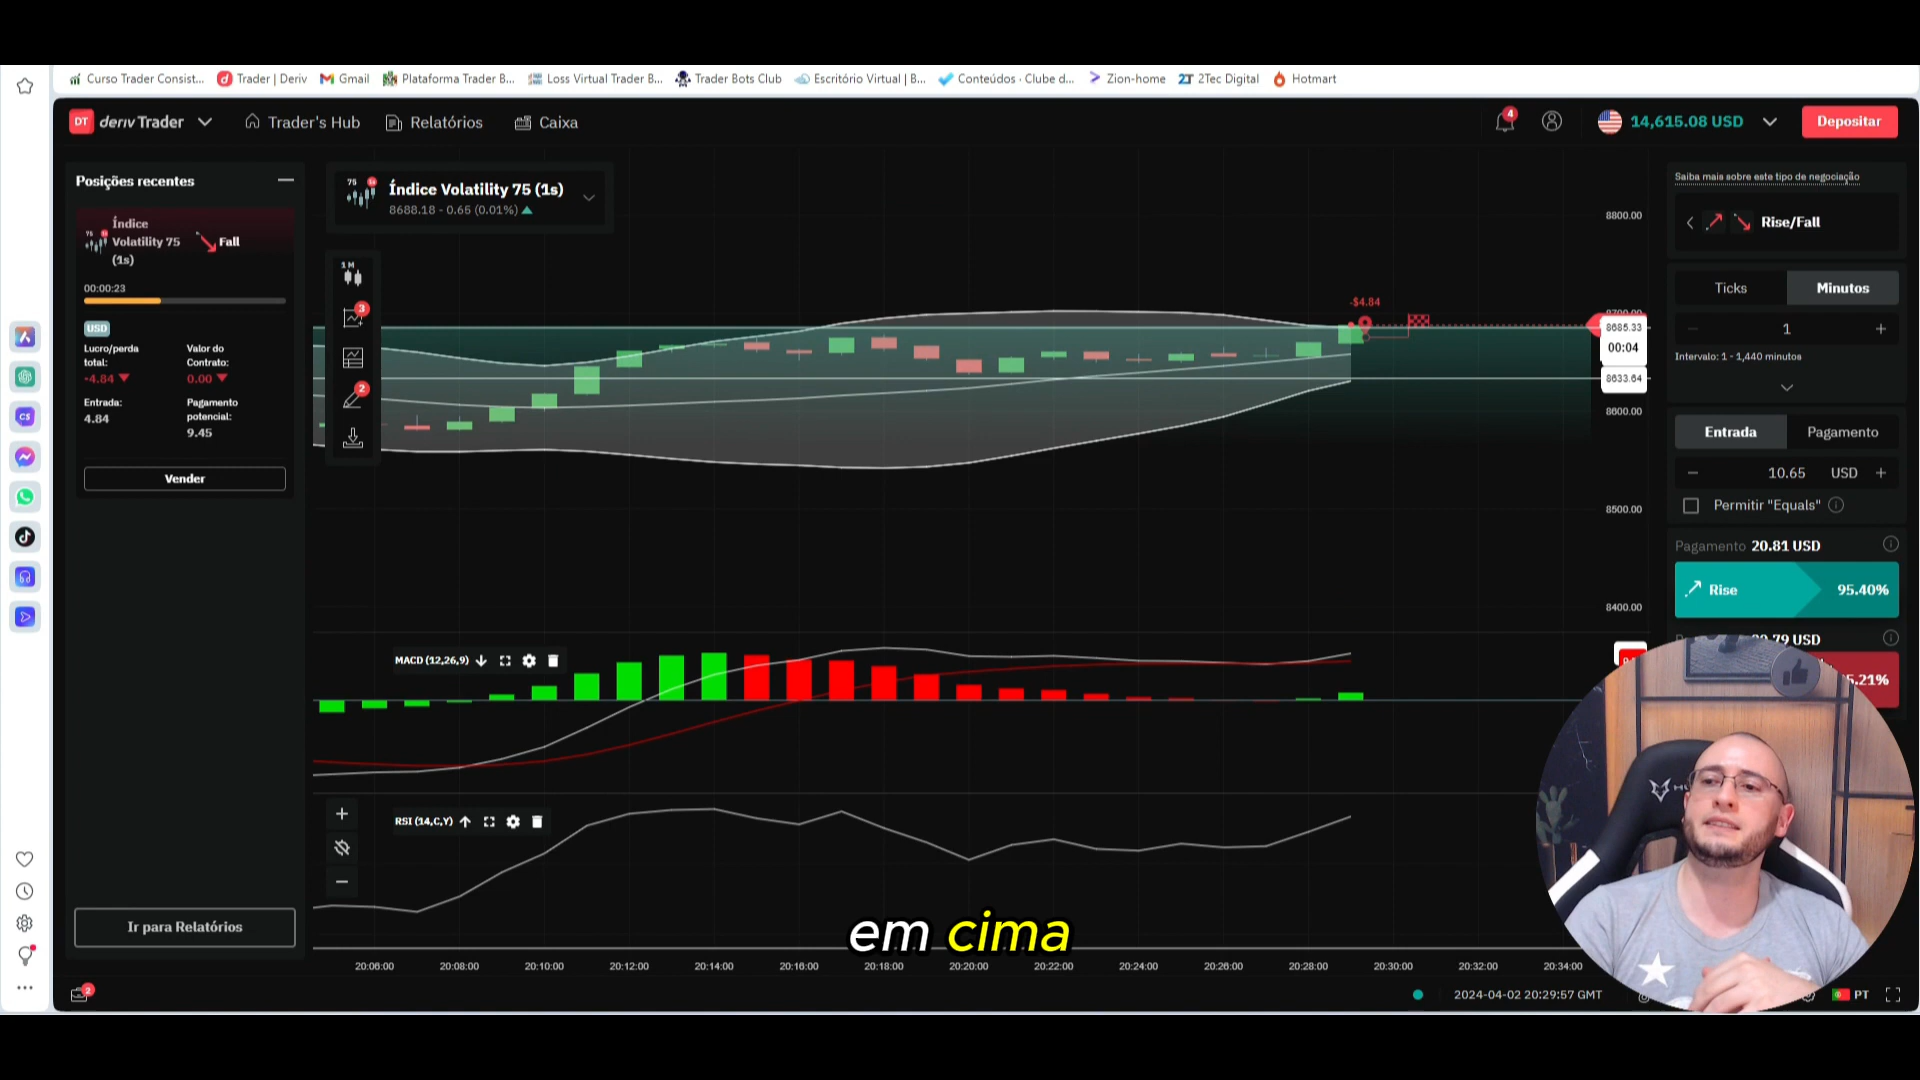 Curso Trader Consist...
Trader | Deriv
Gmail
Plataforma Trader B...
Loss Virtual Trader B...
Trader Bots Club
Escritório Virtual | B...
Conteúdos · Clube d...
Zion-home
2Tec Digital
Hotmart
DT deriv Trader
Trader's Hub
Relatórios
Caixa
4
14,615.08 USD
Depositar
Posições recentes
Índice
Volatility 75
(1s)
Fall
00:00:23
USD
Lucro/perda
total:
-4.84
Valor do
Contrato:
0.00
Entrada:
4.84
Pagamento
potencial:
9.45
Vender
Ir para Relatórios
75
Índice Volatility 75 (1s)
8688.18 - 0.65 (0.01%)
1 M
3
2
-$4.84
8800.00
8700.00
8685.33
00:04
8633.64
8600.00
8500.00
8400.00
MACD (12,26,9)
RSI (14,C,Y)
em cima
20:06:00
20:08:00
20:10:00
20:12:00
20:14:00
20:16:00
20:18:00
20:20:00
20:22:00
20:24:00
20:26:00
20:28:00
20:30:00
20:32:00
20:34:00
2
2024-04-02 20:29:57 GMT
PT
Saiba mais sobre este tipo de negociação
Rise/Fall
Ticks
Minutos
1
Intervalo: 1 - 1,440 minutos
Entrada
Pagamento
10.65 USD
Permitir "Equals"
Pagamento 20.81 USD
Rise
95.40%